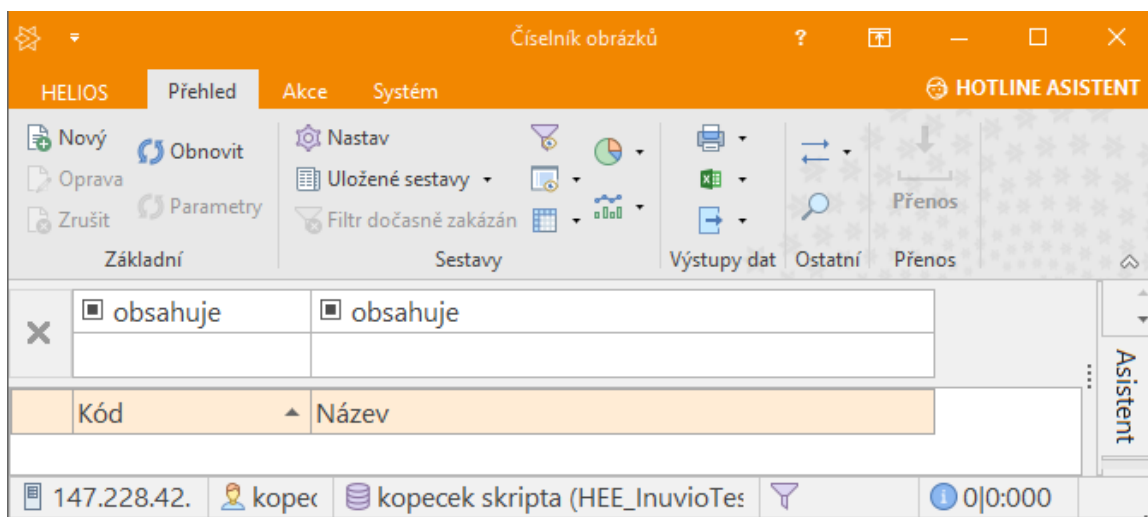 Číselník obrázků ?
HELIOS Přehled Akce Systém HOTLINE ASISTENT
Nový Obnovit Nastav
Oprava Uložené sestavy Přenos
Zrušit Parametry Filtr dočasně zakázán
Základní Sestavy Výstupy dat Ostatní Přenos
obsahuje obsahuje
Kód Název
Asistent
147.228.42. kopec kopecek skripta (HEE_InuvioTes 0|0:000